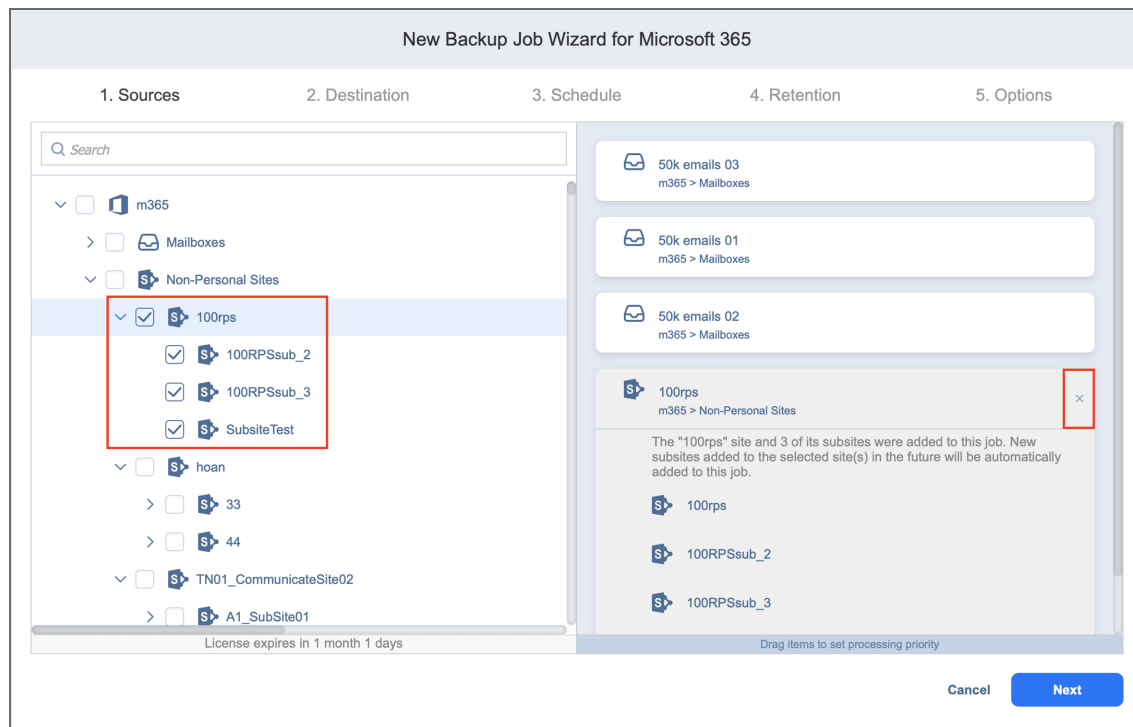 New Backup Job Wizard for Microsoft 365
1. Sources
2. Destination
3. Schedule
4. Retention
5. Options
Search
m365
Mailboxes
Non-Personal Sites
100rps
100RPSsub_2
100RPSsub_3
SubsiteTest
hoan
33
44
TN01_CommunicateSite02
A1_SubSite01
License expires in 1 month 1 days
50k emails 03
m365 > Mailboxes
50k emails 01
m365 > Mailboxes
50k emails 02
m365 > Mailboxes
100rps
m365 > Non-Personal Sites
The "100rps" site and 3 of its subsites were added to this job. New
subsites added to the selected site(s) in the future will be automatically
added to this job.
100rps
100RPSsub_2
100RPSsub_3
Drag items to set processing priority
Cancel
Next